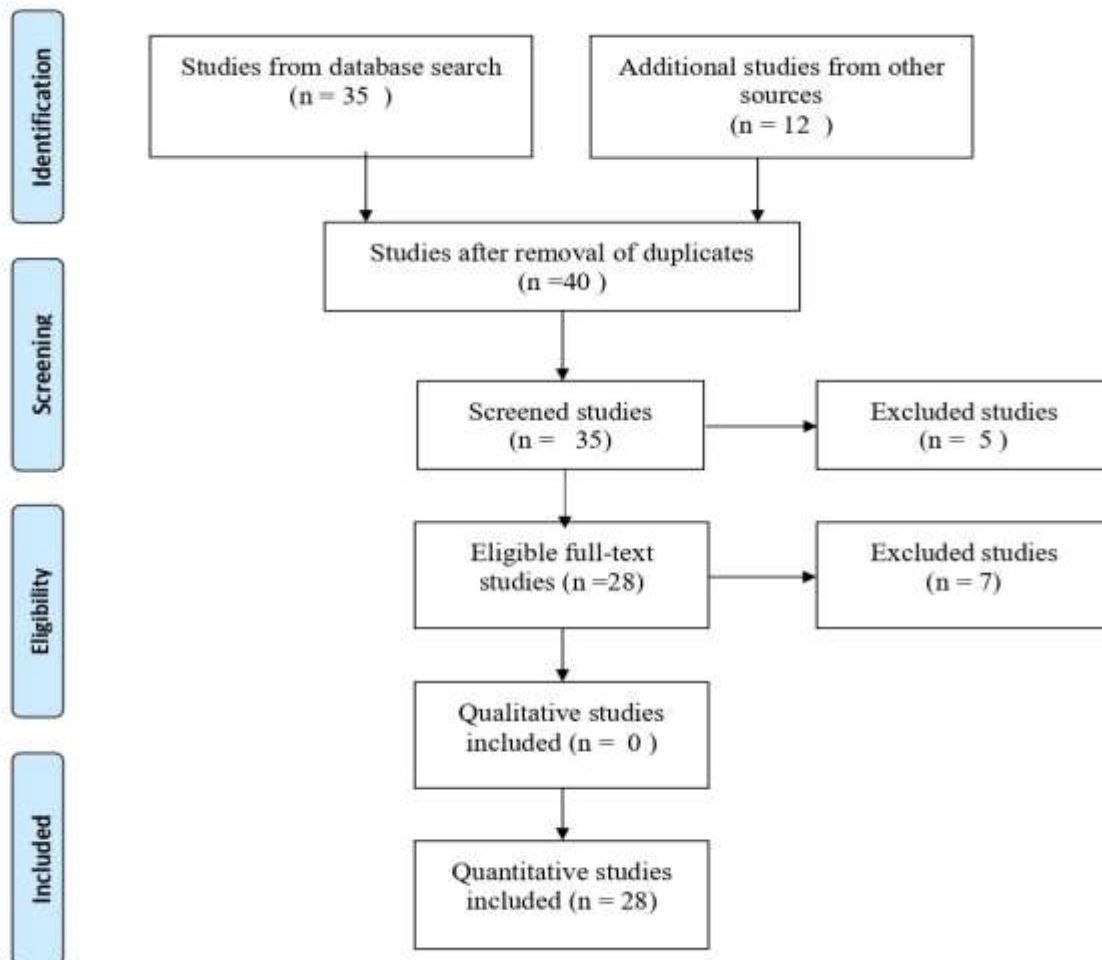 Identification
Studies from database search
(n = 35 )
Additional studies from other
sources
(n = 12 )
Studies after removal of duplicates
(n =40 )
Screening
Screened studies
(n = 35)
Excluded studies
(n = 5 )
Eligibility
Eligible full-text
studies (n =28)
Excluded studies
(n = 7)
Qualitative studies
included (n = 0 )
Included
Quantitative studies
included (n = 28)